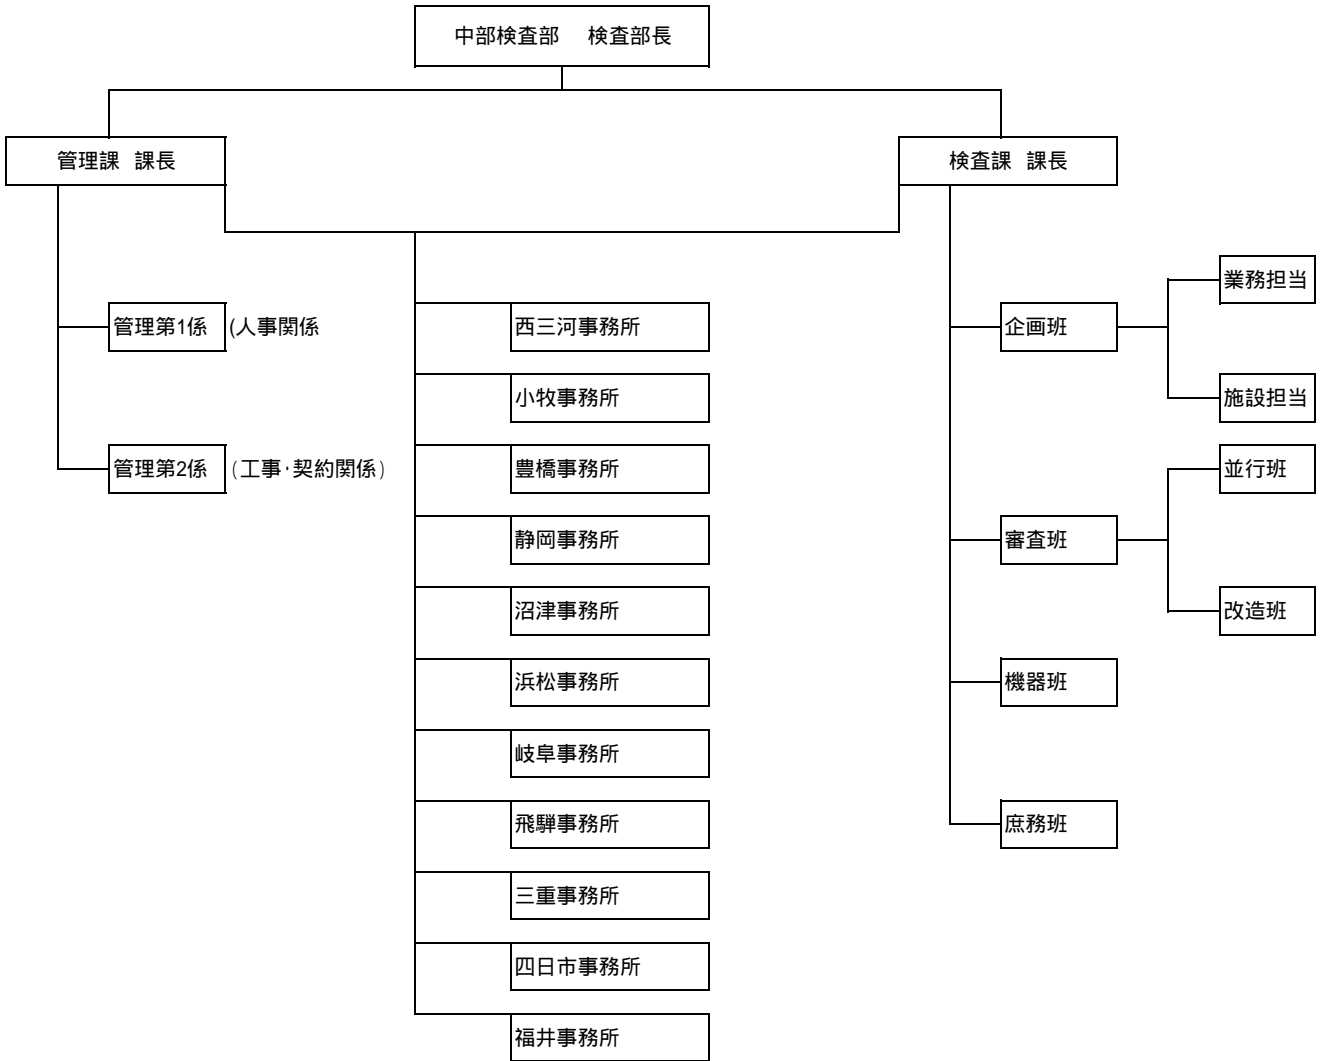 中部検査部　検査部長
管理課 課長
検査課 課長
管理第1係 (人事関係
管理第2係 (工事･契約関係)
西三河事務所
小牧事務所
豊橋事務所
静岡事務所
沼津事務所
浜松事務所
岐阜事務所
飛騨事務所
三重事務所
四日市事務所
福井事務所
企画班
業務担当
施設担当
審査班
並行班
改造班
機器班
庶務班